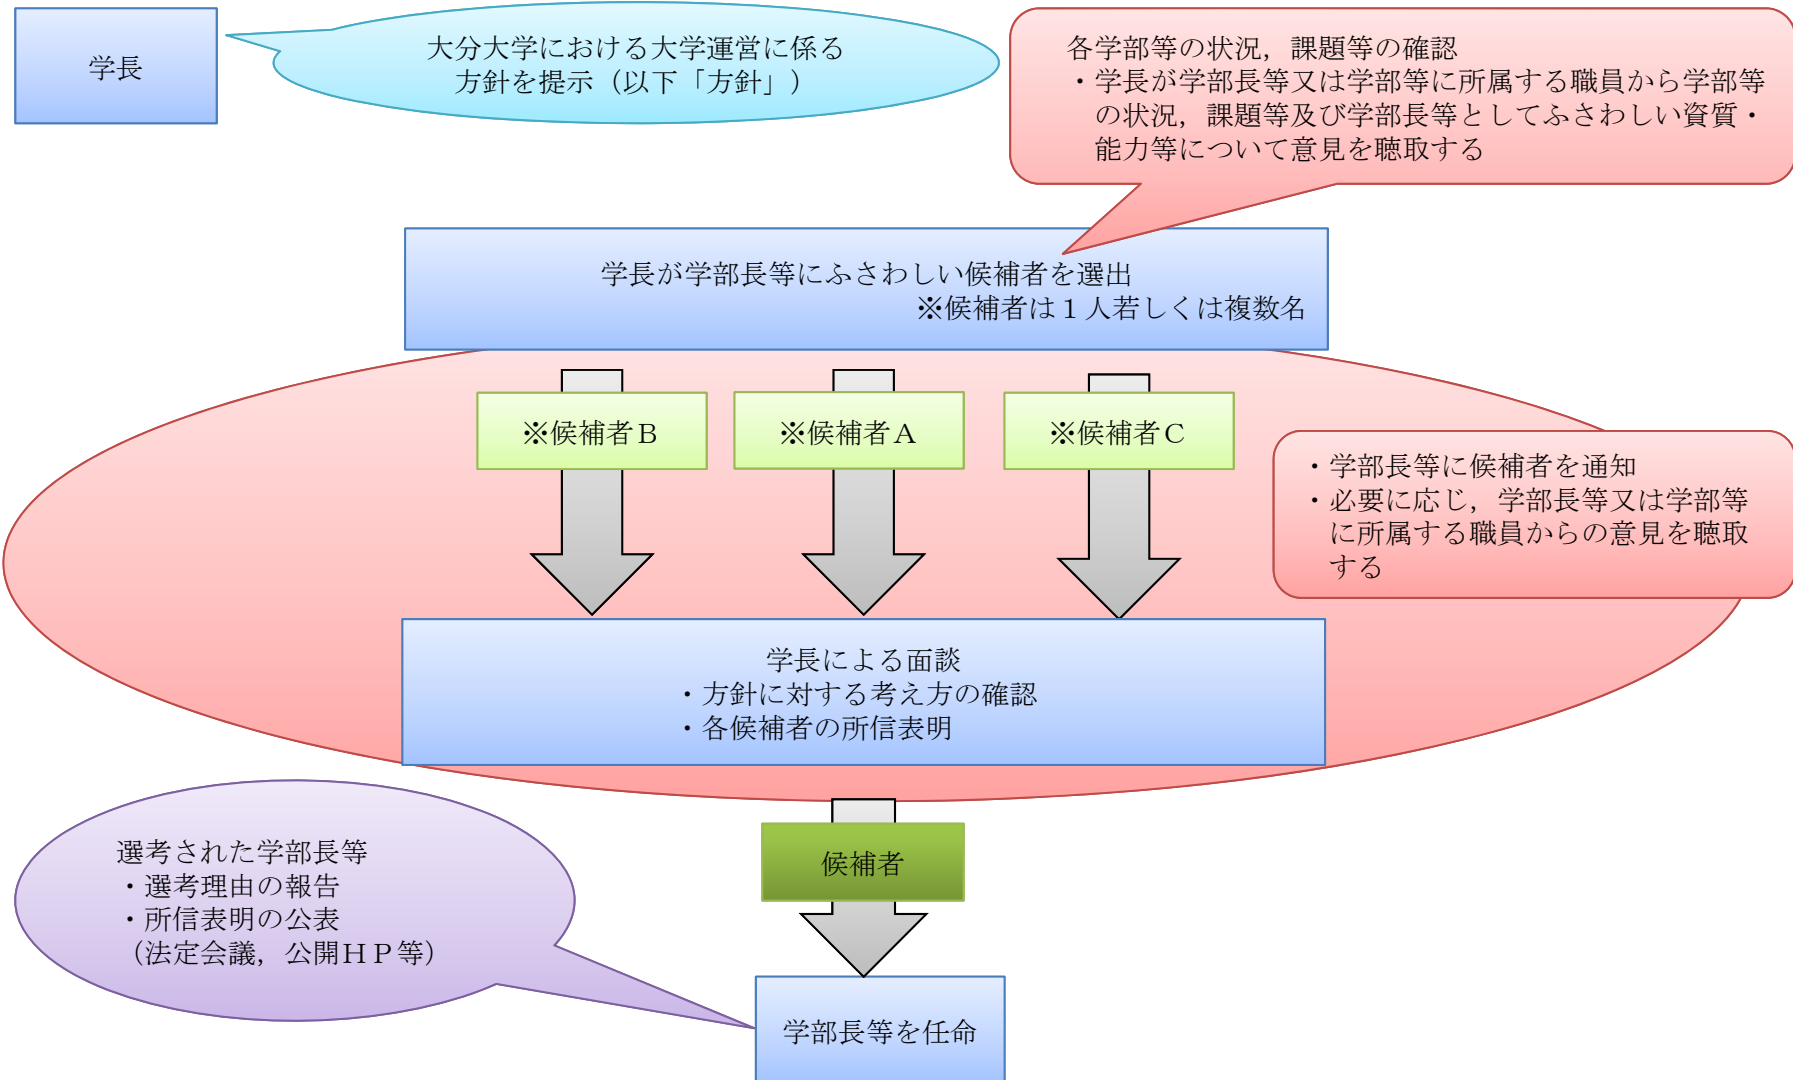 学長
大分大学における大学運営に係る
方針を提示（以下「方針」）
各学部等の状況，課題等の確認
・学長が学部長等又は学部等に所属する職員から学部等
の状況，課題等及び学部長等としてふさわしい資質・
能力等について意見を聴取する
学長が学部長等にふさわしい候補者を選出
※候補者は１人若しくは複数名
※候補者Ｂ
※候補者Ａ
※候補者Ｃ
・学部長等に候補者を通知
・必要に応じ，学部長等又は学部等
に所属する職員からの意見を聴取
する
学長による面談
・方針に対する考え方の確認
・各候補者の所信表明
候補者
選考された学部長等
・選考理由の報告
・所信表明の公表
（法定会議，公開ＨＰ等）
学部長等を任命